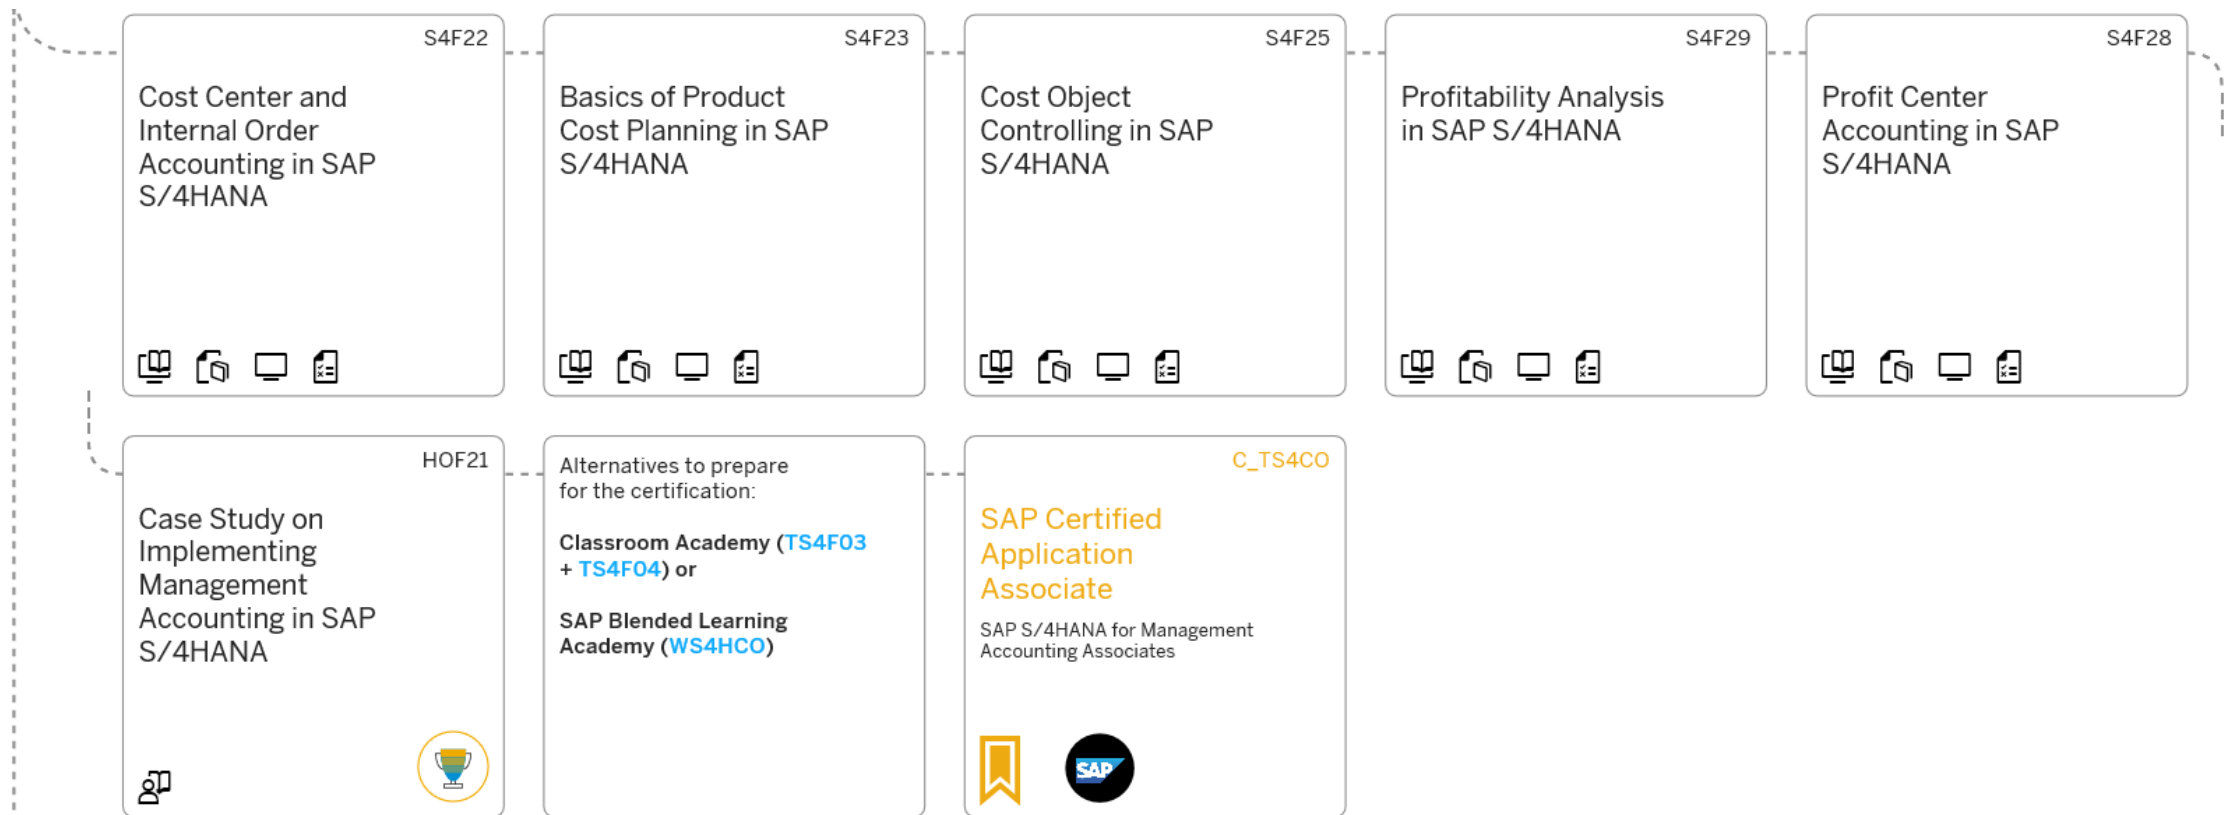 S4F22
Cost Center and
Internal Order
Accounting in SAP
S/4HANA
S4F23
Basics of Product
Cost Planning in SAP
S/4HANA
S4F25
Cost Object
Controlling in SAP
S/4HANA
S4F29
Profitability Analysis
in SAP S/4HANA
S4F28
Profit Center
Accounting in SAP
S/4HANA
HOF21
Case Study on
Implementing
Management
Accounting in SAP
S/4HANA
Alternatives to prepare
for the certification:
Classroom Academy (TS4F03
+ TS4F04) or
SAP Blended Learning
Academy (WS4HCO)
C_TS4CO
SAP Certified
Application
Associate
SAP S/4HANA for Management
Accounting Associates
SAP